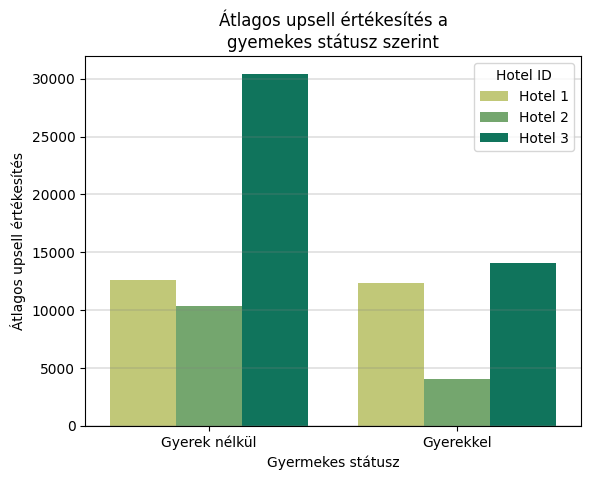 Átlagos upsell értékesítés a
gyemekes státusz szerint
Hotel ID
Hotel 1
Hotel 2
Hotel 3
Átlagos upsell értékesítés
30000
25000
20000
15000
10000
5000
0
Gyerek nélkül
Gyerekkel
Gyermekes státusz